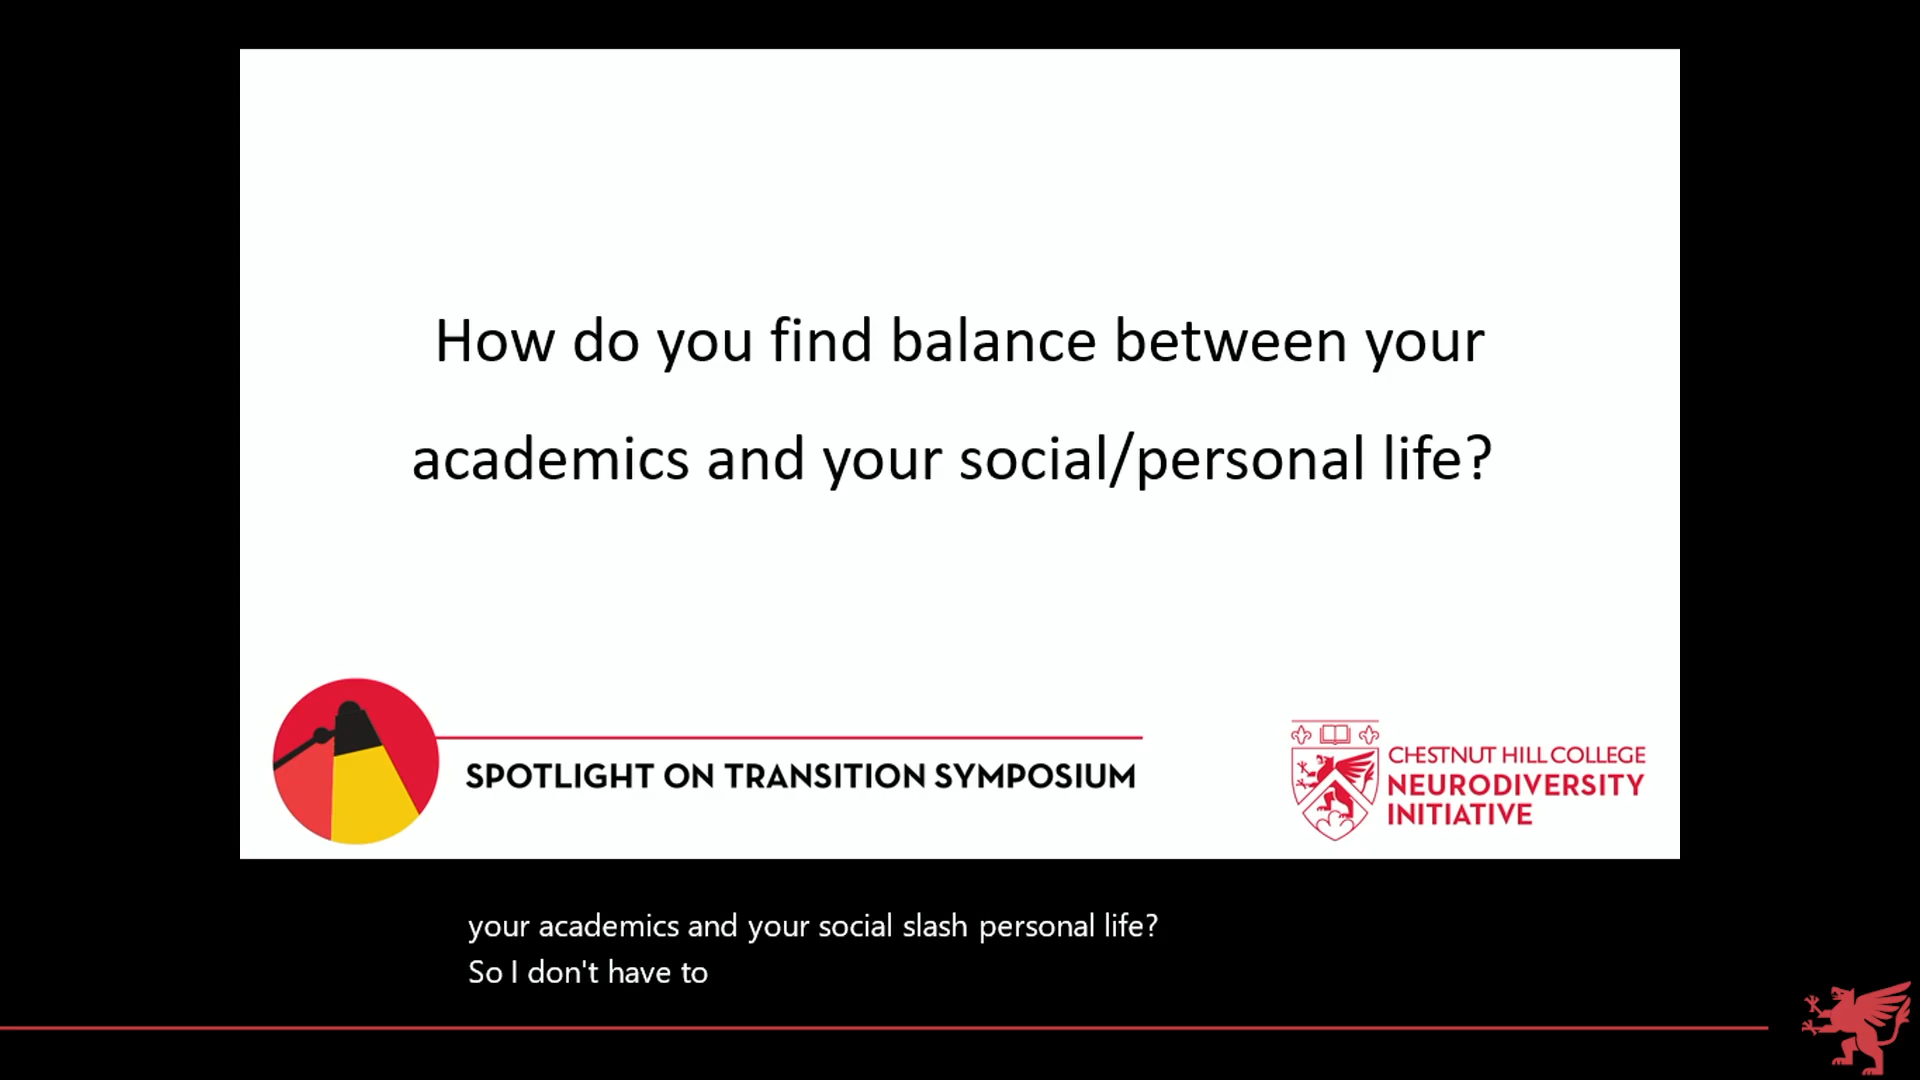 How do you find balance between your
academics and your social/personal life?
SPOTLIGHT ON TRANSITION SYMPOSIUM
CHESTNUT HILL COLLEGE
NEURODIVERSITY
INITIATIVE
your academics and your social slash personal life?
So I don't have to